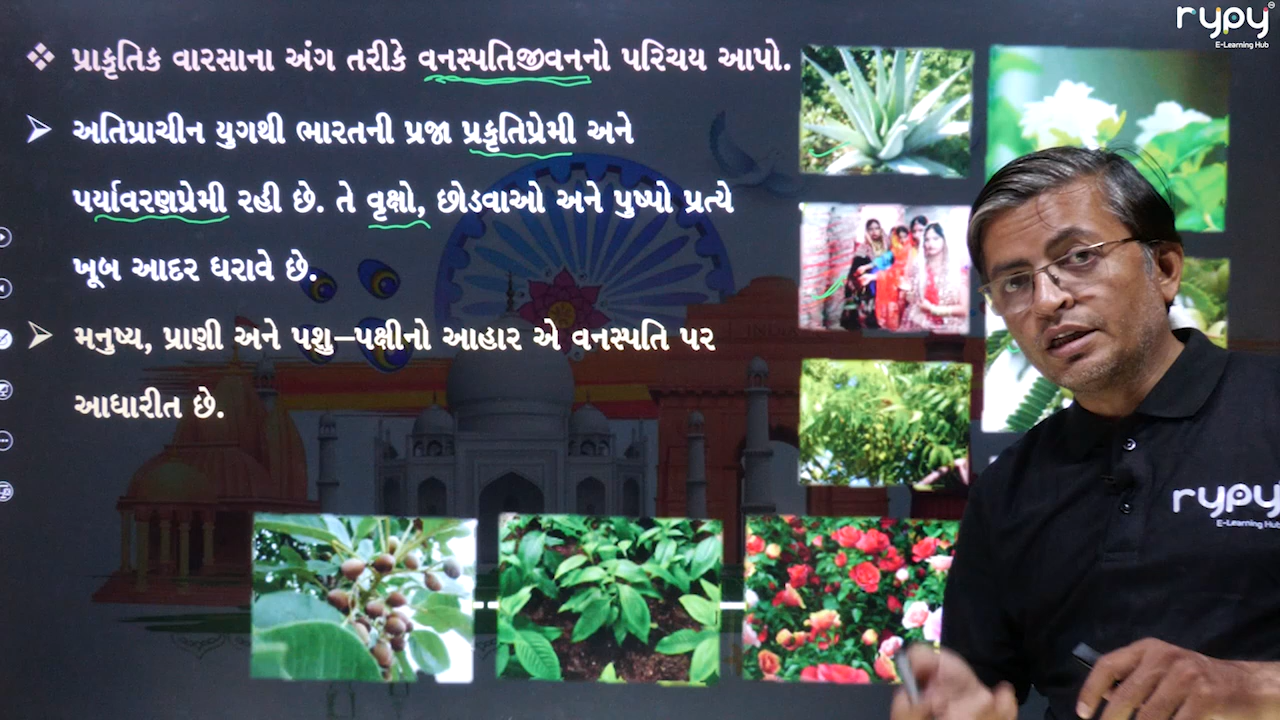 rypy
E-Learning Hub
❖ પ્રાકૃતિક વારસાના અંગ તરીકે વનસ્પતિજીવનનો પરિચય આપો.
➢ અતિપ્રાચીન યુગથી ભારતની પ્રજા પ્રકૃતિપ્રેમી અને
પર્યાવરણપ્રેમી રહી છે. તે વૃક્ષો, છોડવાઓ અને પુષ્પો પ્રત્યે
ખૂબ આદર ધરાવે છે.
➢ મનુષ્ય, પ્રાણી અને પશુ–પક્ષીનો આહાર એ વનસ્પતિ પર
આધારીત છે.
rypy
E-Learning Hub